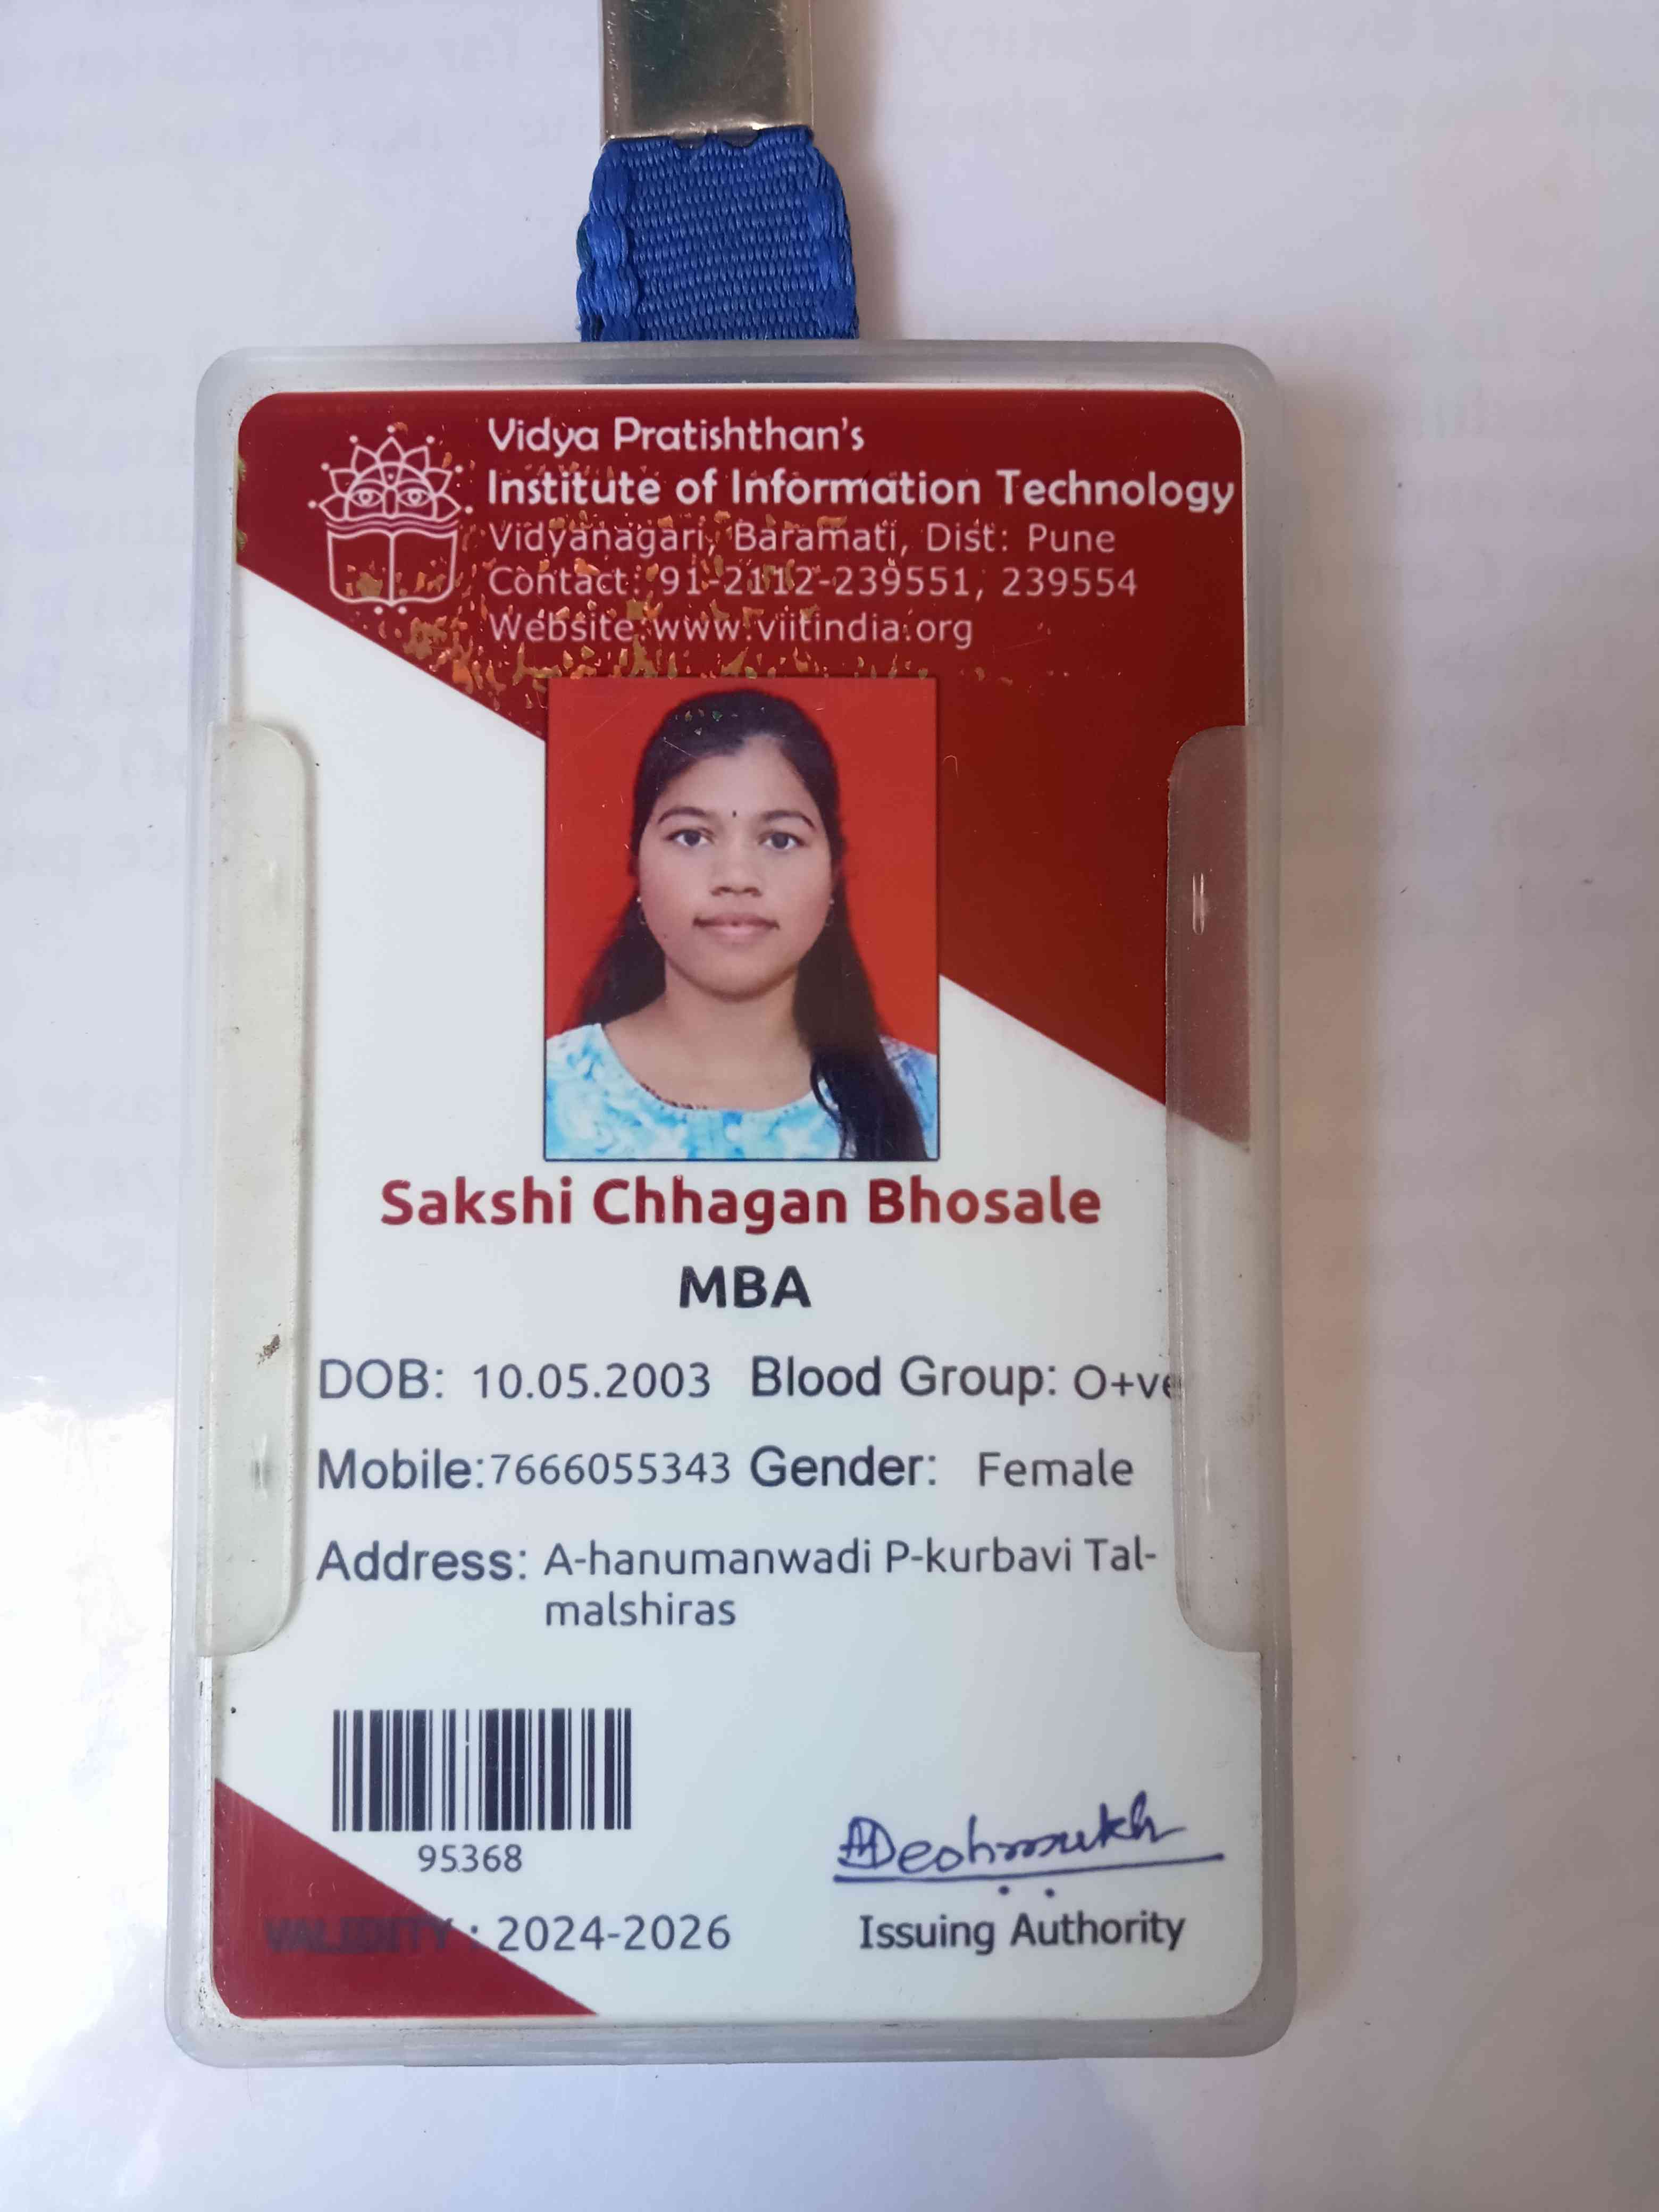 Vidya Pratishthan's
Institute of Information Technology
Vidyanagari, Baramati, Dist: Pune
Contact: 91-2112-239551, 239554
Website www.viitindia.org
Sakshi Chhagan Bhosale
MBA
DOB: 10.05.2003 Blood Group: O+ve
Mobile:7666055343 Gender: Female
Address: A-hanumanwadi P-kurbavi Tal-
malshiras
95368
Deohmukh
VALIDITY : 2024-2026
Issuing Authority